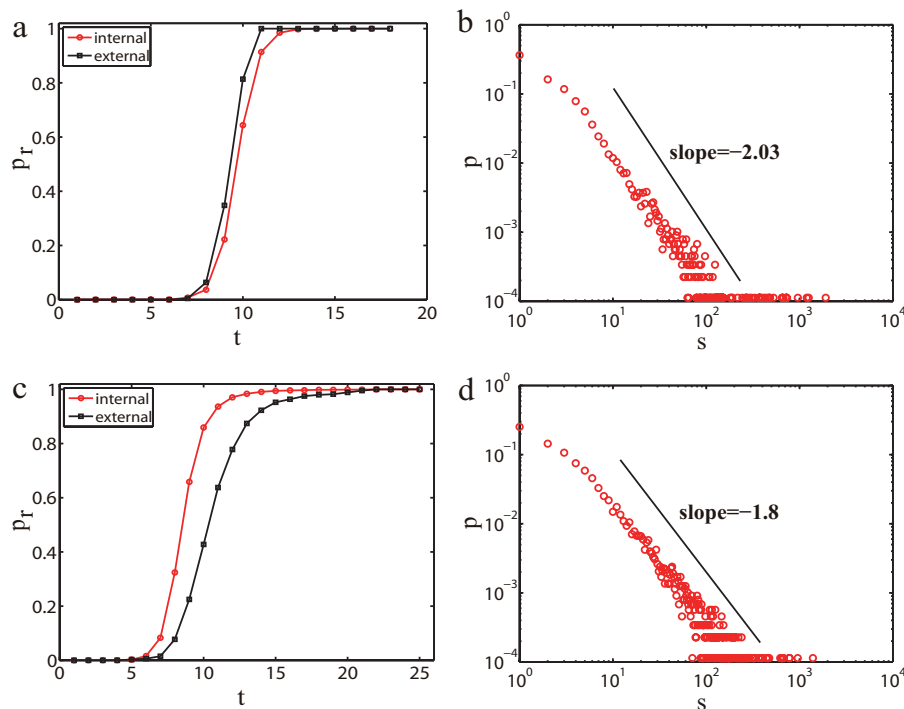 a
internal
external
1
0.8
0.6
0.4
0.2
0
p_r
0 5 10 15 20
t
b
10^0
10^-1
10^-2
10^-3
10^-4
p
slope=−2.03
10^0 10^1 10^2 10^3 10^4
s
c
internal
external
1
0.8
0.6
0.4
0.2
0
p_r
0 5 10 15 20 25
t
d
10^0
10^-1
10^-2
10^-3
10^-4
p
slope=−1.8
10^0 10^1 10^2 10^3 10^4
s